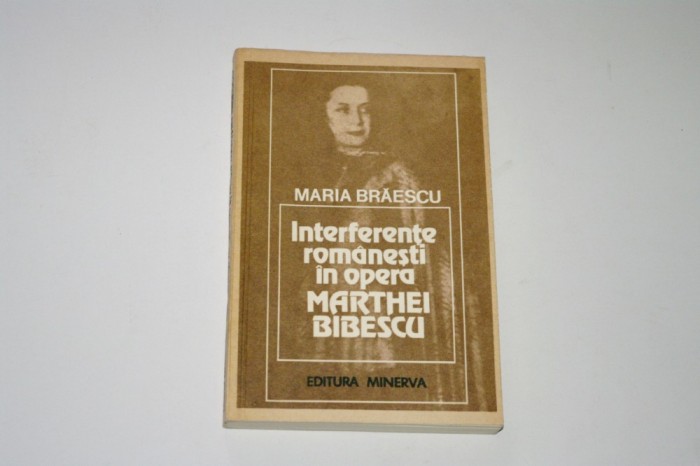 MARIA BRĂESCU
Interferențe
românești
în opera
MARTHEI
BIBESCU
EDITURA MINERVA